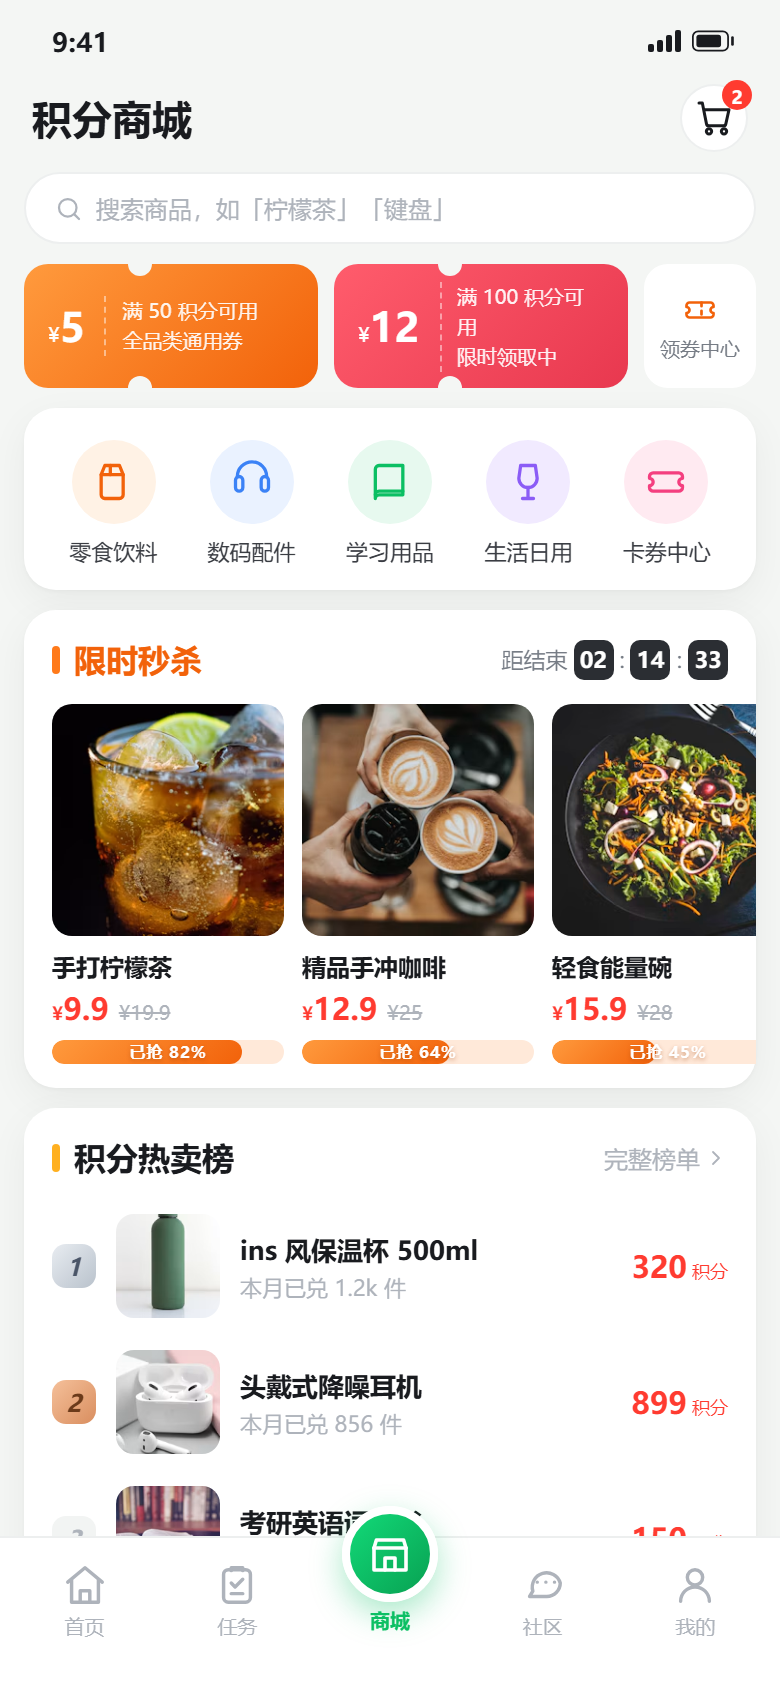 9:41
积分商城
2
搜索商品，如「柠檬茶」「键盘」
¥5
满 50 积分可用
全品类通用券
¥12
满 100 积分可
用
限时领取中
领券中心
零食饮料
数码配件
学习用品
生活日用
卡券中心
限时秒杀
距结束 02 : 14 : 33
手打柠檬茶
¥9.9 ¥19.9
已抢 82%
精品手冲咖啡
¥12.9 ¥25
已抢 64%
轻食能量碗
¥15.9 ¥28
已抢 45%
积分热卖榜
完整榜单
1
ins 风保温杯 500ml
本月已兑 1.2k 件
320 积分
2
头戴式降噪耳机
本月已兑 856 件
899 积分
考研英语
首页
任务
商城
社区
我的